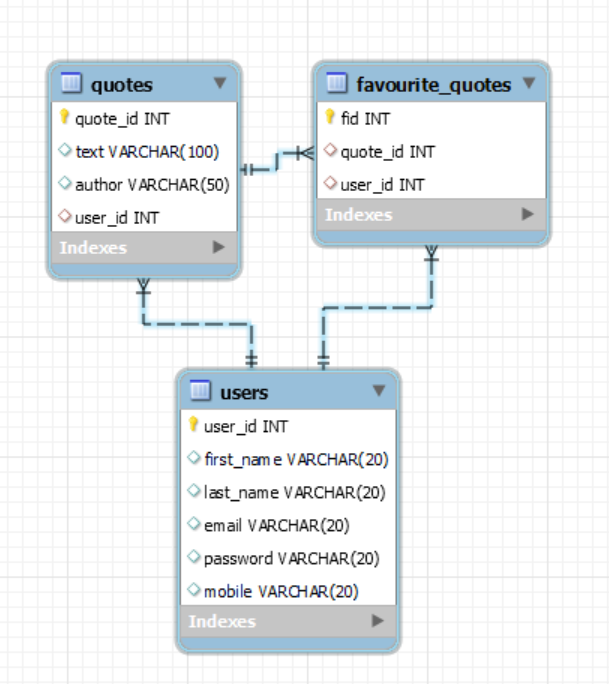 quotes
quote_id INT
text VARCHAR(100)
author VARCHAR(50)
user_id INT
Indexes
favourite_quotes
fid INT
quote_id INT
user_id INT
Indexes
users
user_id INT
first_name VARCHAR(20)
last_name VARCHAR(20)
email VARCHAR(20)
password VARCHAR(20)
mobile VARCHAR(20)
Indexes